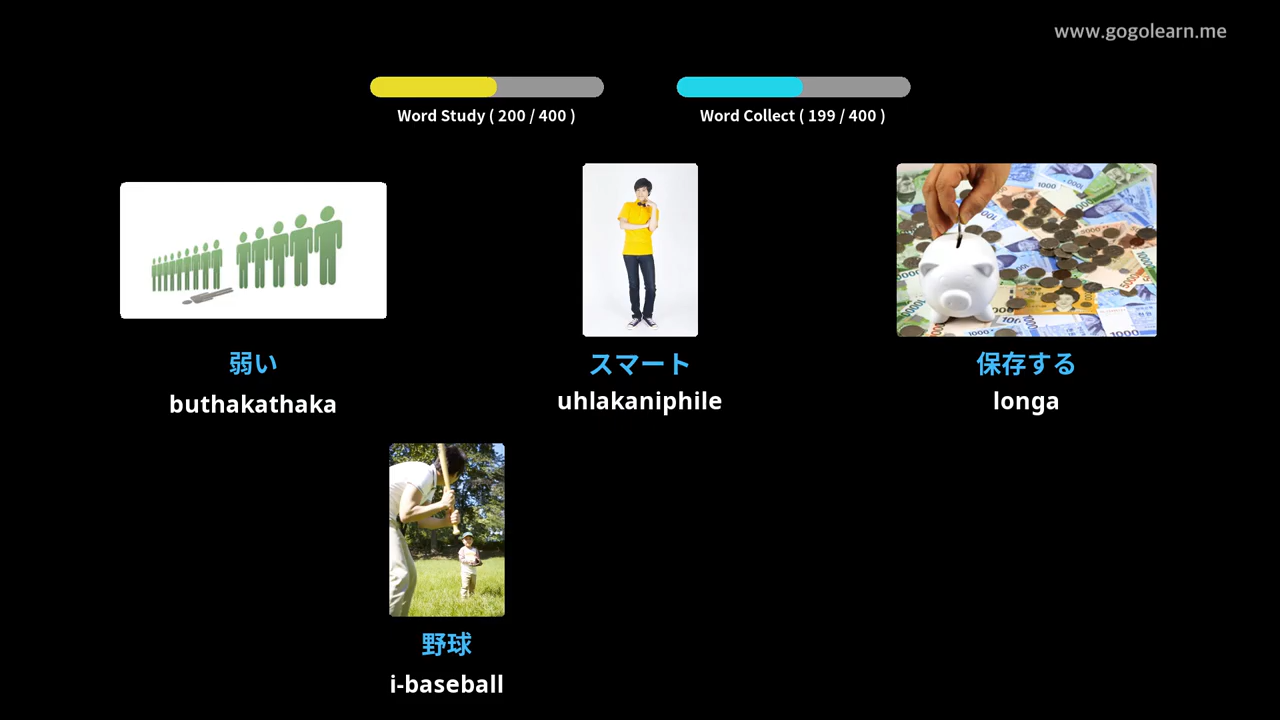 www.gogolearn.me
Word Study ( 200 / 400 )
Word Collect ( 199 / 400 )
弱い
buthakathaka
スマート
uhlakaniphile
保存する
longa
野球
i-baseball